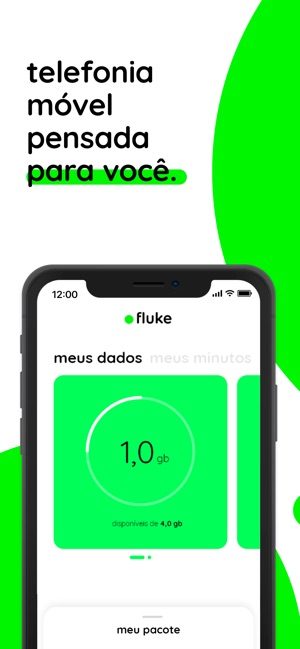 telefonia
móvel
pensada
para você.
12:00
fluke
meus dados meus minutos
1,0 gb
disponíveis de 4,0 gb
meu pacote